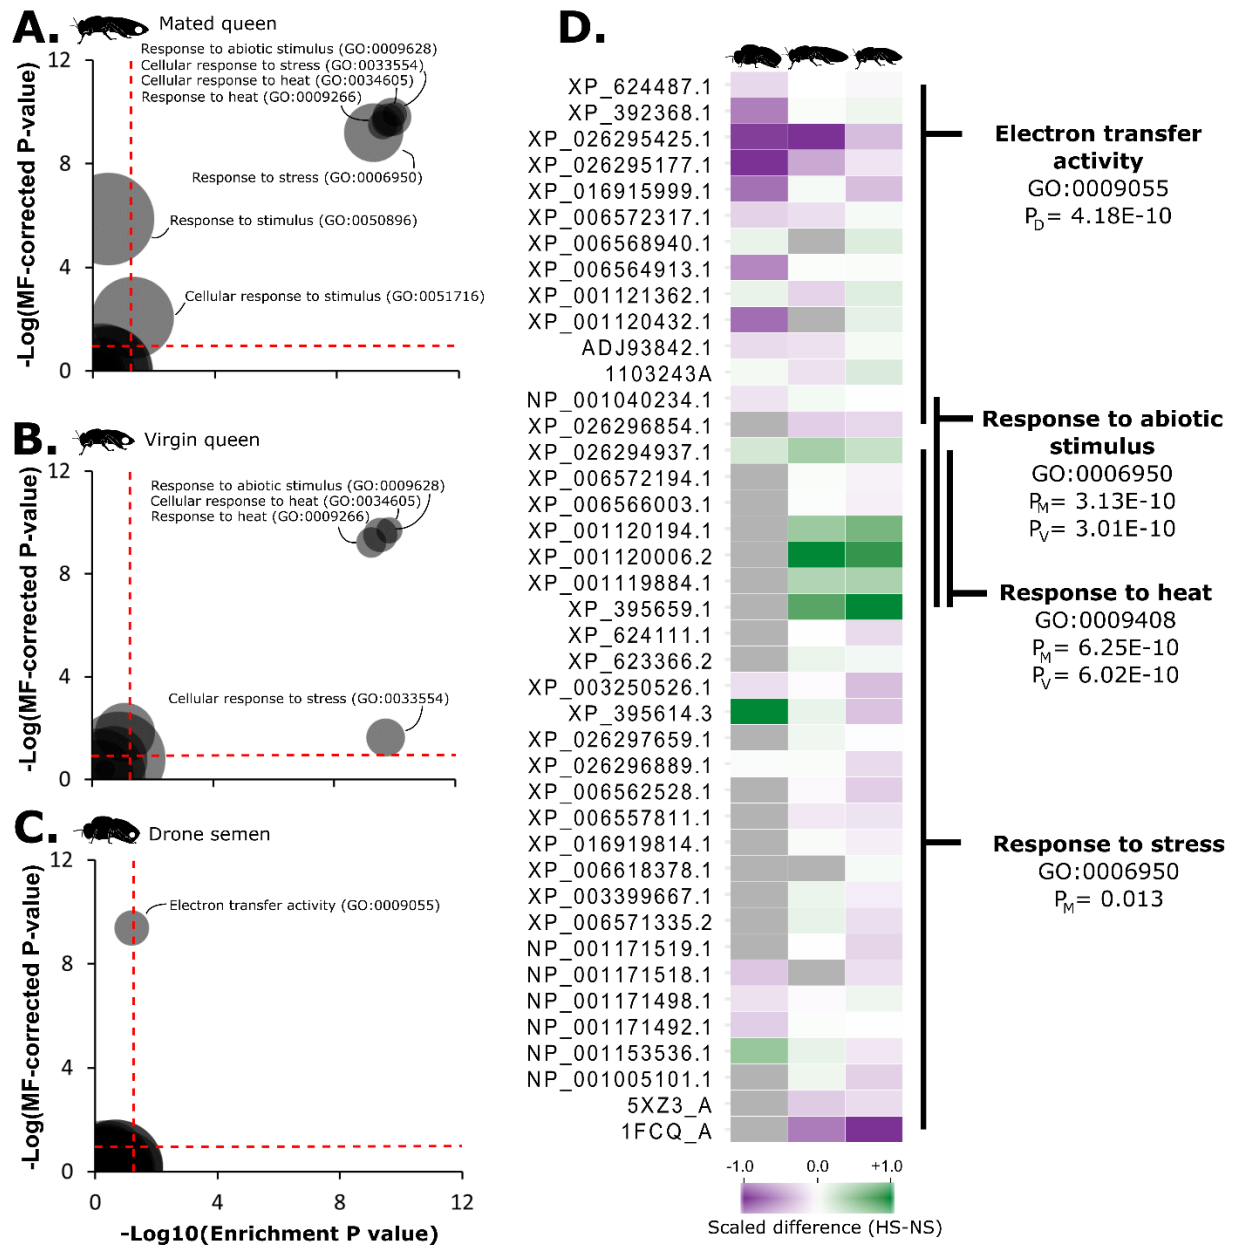 A.
Mated queen
Response to abiotic stimulus (GO:0009628)
Cellular response to stress (GO:0033554)
Cellular response to heat (GO:0034605)
Response to heat (GO:0009266)
Response to stress (GO:0006950)
Response to stimulus (GO:0050896)
Cellular response to stimulus (GO:0051716)
-Log(MF-corrected P-value)
12
8
4
0
B.
Virgin queen
Response to abiotic stimulus (GO:0009628)
Cellular response to heat (GO:0034605)
Response to heat (GO:0009266)
Cellular response to stress (GO:0033554)
-Log(MF-corrected P-value)
12
8
4
0
C.
Drone semen
Electron transfer activity (GO:0009055)
-Log(MF-corrected P-value)
12
8
4
0
0 4 8 12
-Log10(Enrichment P value)
D.
XP_624487.1
XP_392368.1
XP_026295425.1
XP_026295177.1
XP_016915999.1
XP_006572317.1
XP_006568940.1
XP_006564913.1
XP_001121362.1
XP_001120432.1
ADJ93842.1
1103243A
NP_001040234.1
XP_026296854.1
XP_026294937.1
XP_006572194.1
XP_006566003.1
XP_001120194.1
XP_001120006.2
XP_001119884.1
XP_395659.1
XP_624111.1
XP_623366.2
XP_003250526.1
XP_395614.3
XP_026297659.1
XP_026296889.1
XP_006562528.1
XP_006557811.1
XP_016919814.1
XP_006618378.1
XP_003399667.1
XP_006571335.2
NP_001171519.1
NP_001171518.1
NP_001171498.1
NP_001171492.1
NP_001153536.1
NP_001005101.1
5XZ3_A
1FCQ_A
-1.0 0.0 +1.0
Scaled difference (HS-NS)
Electron transfer
activity
GO:0009055
PD= 4.18E-10
Response to abiotic
stimulus
GO:0006950
PM= 3.13E-10
PV= 3.01E-10
Response to heat
GO:0009408
PM= 6.25E-10
PV= 6.02E-10
Response to stress
GO:0006950
PM= 0.013